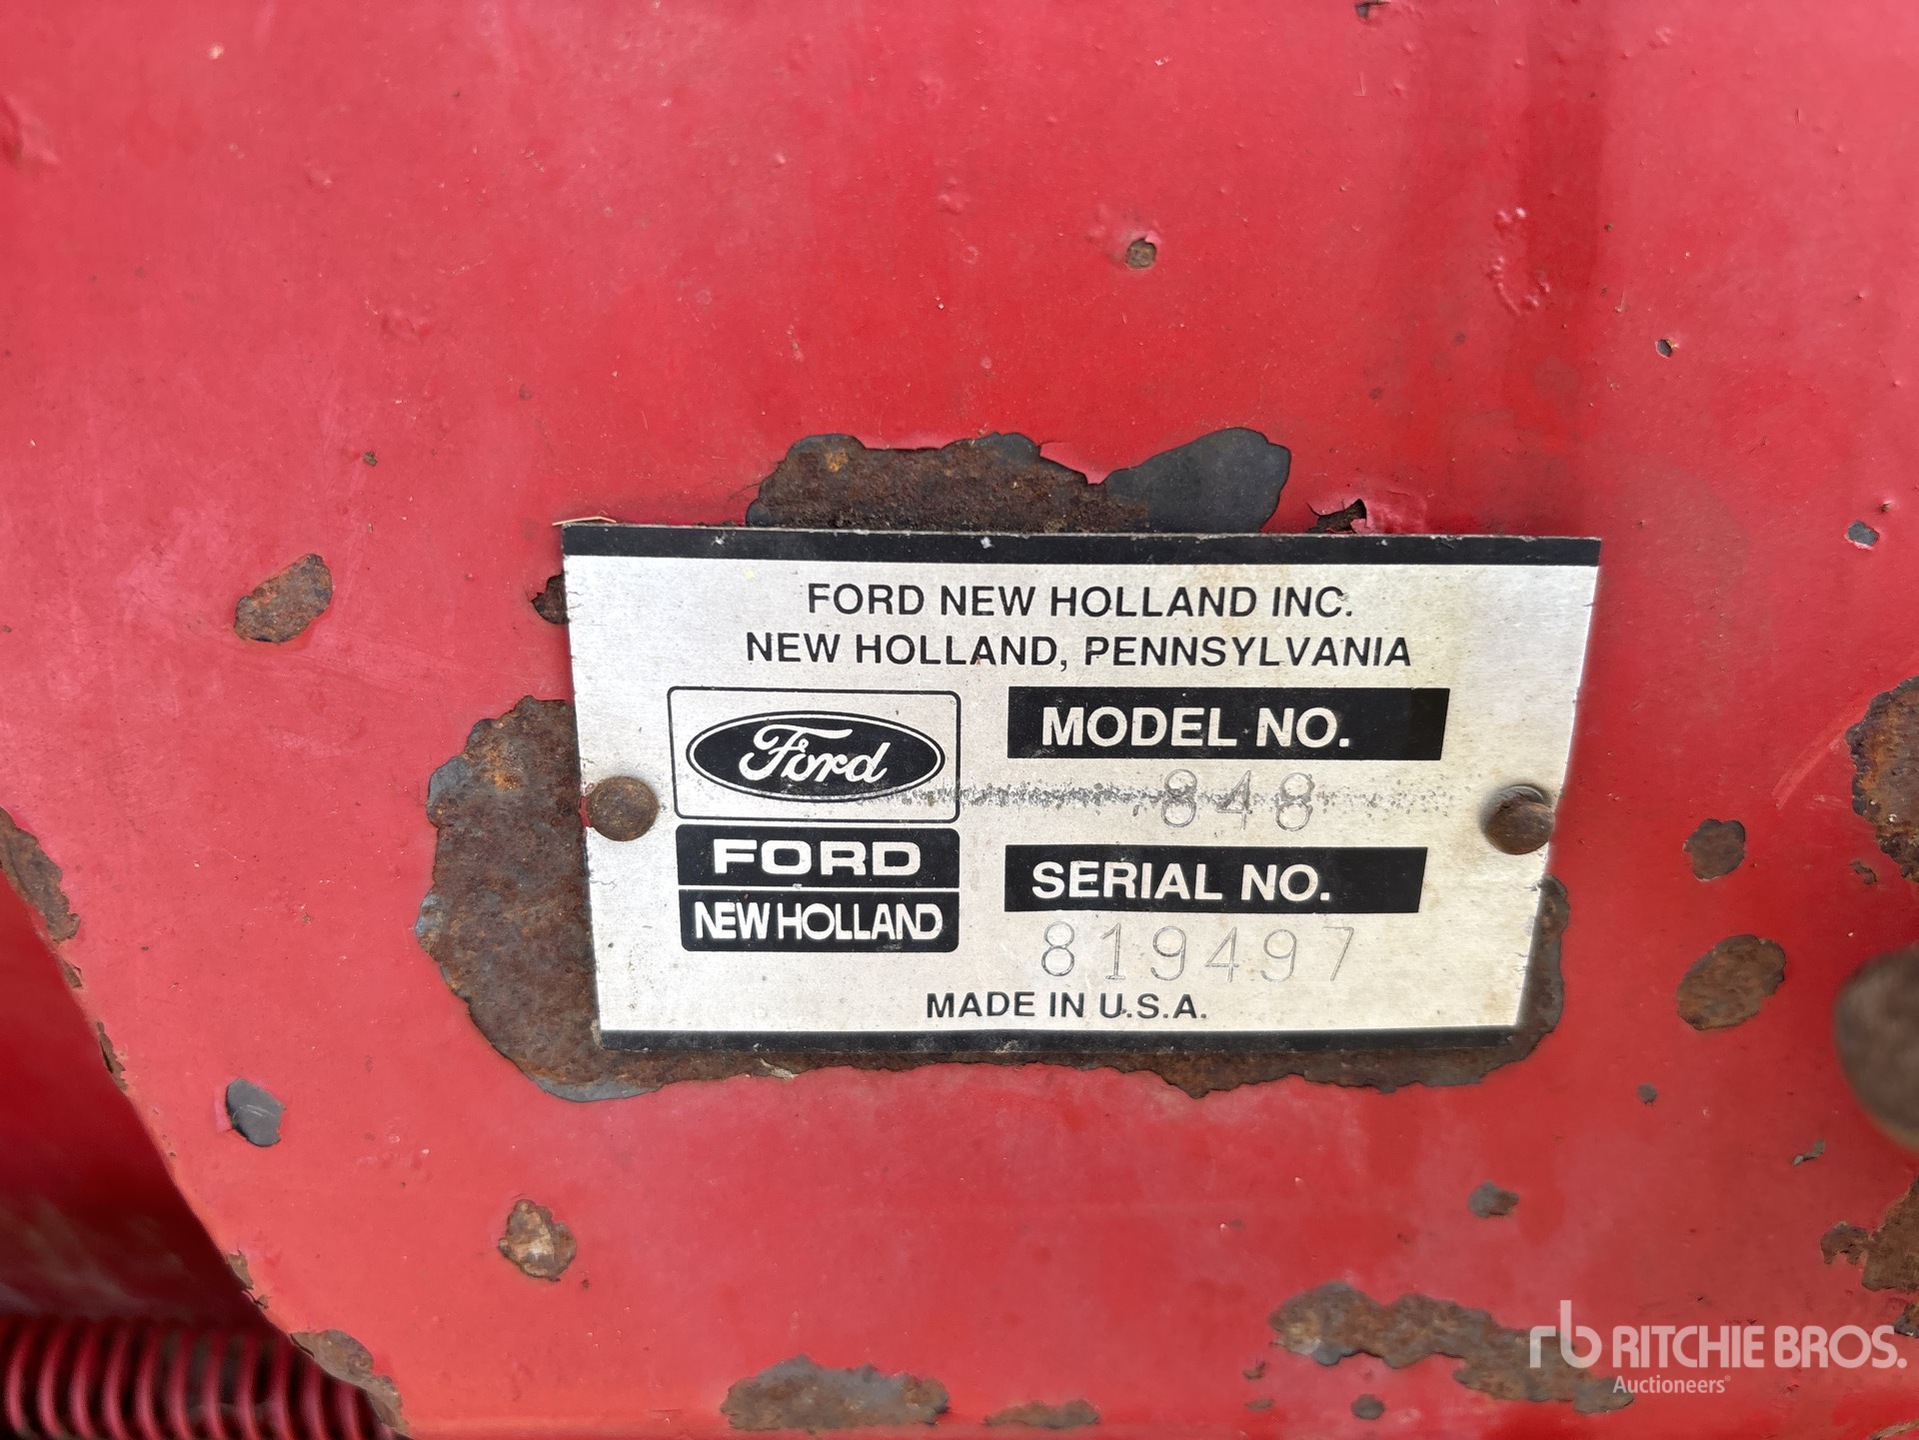 FORD NEW HOLLAND INC.
NEW HOLLAND, PENNSYLVANIA
Ford
FORD
NEW HOLLAND
MODEL NO.
848
SERIAL NO.
819497
MADE IN U.S.A.
rb RITCHIE BROS.
Auctioneers®